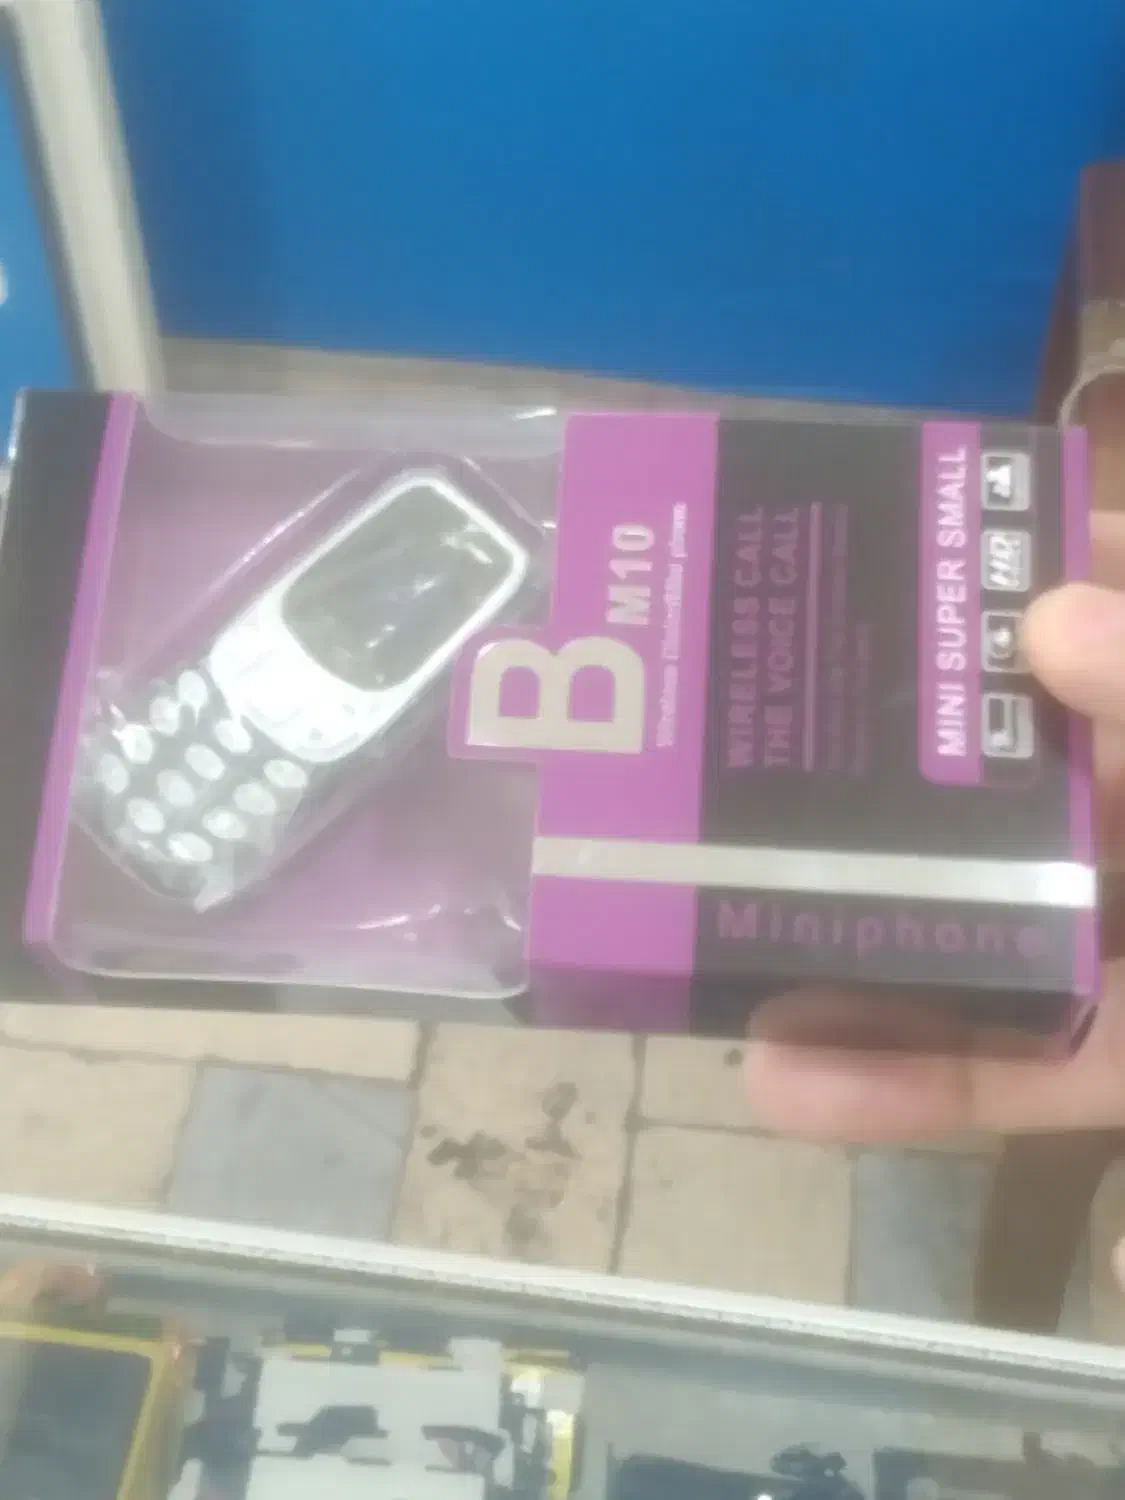 B
M10
WIRELESS CALL
THE VOICE CALL
MINI SUPER SMALL
HD
Miniphone